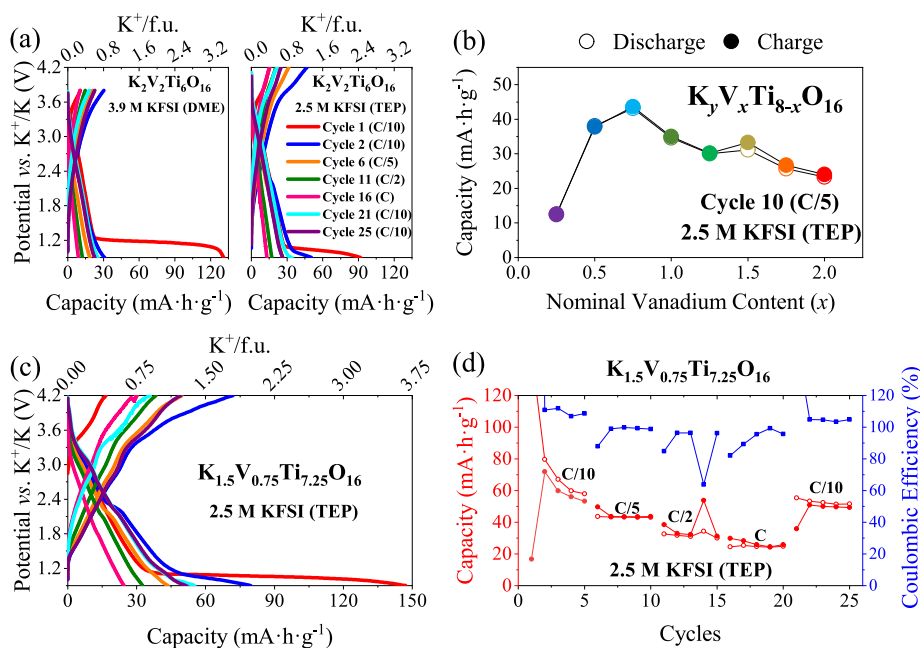 (a)
K⁺/f.u.
0.0 0.8 1.6 2.4 3.2 0.0 0.8 1.6 2.4 3.2
Potential vs. K⁺/K (V)
4.2
3.6
3.0
2.4
1.8
1.2
K₂V₂Ti₆O₁₆
3.9 M KFSI (DME)
K₂V₂Ti₆O₁₆
2.5 M KFSI (TEP)
Cycle 1 (C/10)
Cycle 2 (C/10)
Cycle 6 (C/5)
Cycle 11 (C/2)
Cycle 16 (C)
Cycle 21 (C/10)
Cycle 25 (C/10)
0 30 60 90 120 0 30 60 90 120
Capacity (mA·h·g⁻¹) Capacity (mA·h·g⁻¹)
(b)
Discharge Charge
Capacity (mA·h·g⁻¹)
50
40
30
20
10
0
KyVxTi8-xO₁₆
Cycle 10 (C/5)
2.5 M KFSI (TEP)
0.0 0.5 1.0 1.5 2.0
Nominal Vanadium Content (x)
(c)
K⁺/f.u.
0.00 0.75 1.50 2.25 3.00 3.75
Potential vs. K⁺/K (V)
4.2
3.6
3.0
2.4
1.8
1.2
K₁.₅V₀.₇₅Ti₇.₂₅O₁₆
2.5 M KFSI (TEP)
0 30 60 90 120 150
Capacity (mA·h·g⁻¹)
(d)
K₁.₅V₀.₇₅Ti₇.₂₅O₁₆
Capacity (mA·h·g⁻¹)
120
100
80
60
40
20
0
C/10
C/5
C/2
C
C/10
2.5 M KFSI (TEP)
120
100
80
60
40
20
0
Coulombic Efficiency (%)
0 5 10 15 20 25
Cycles